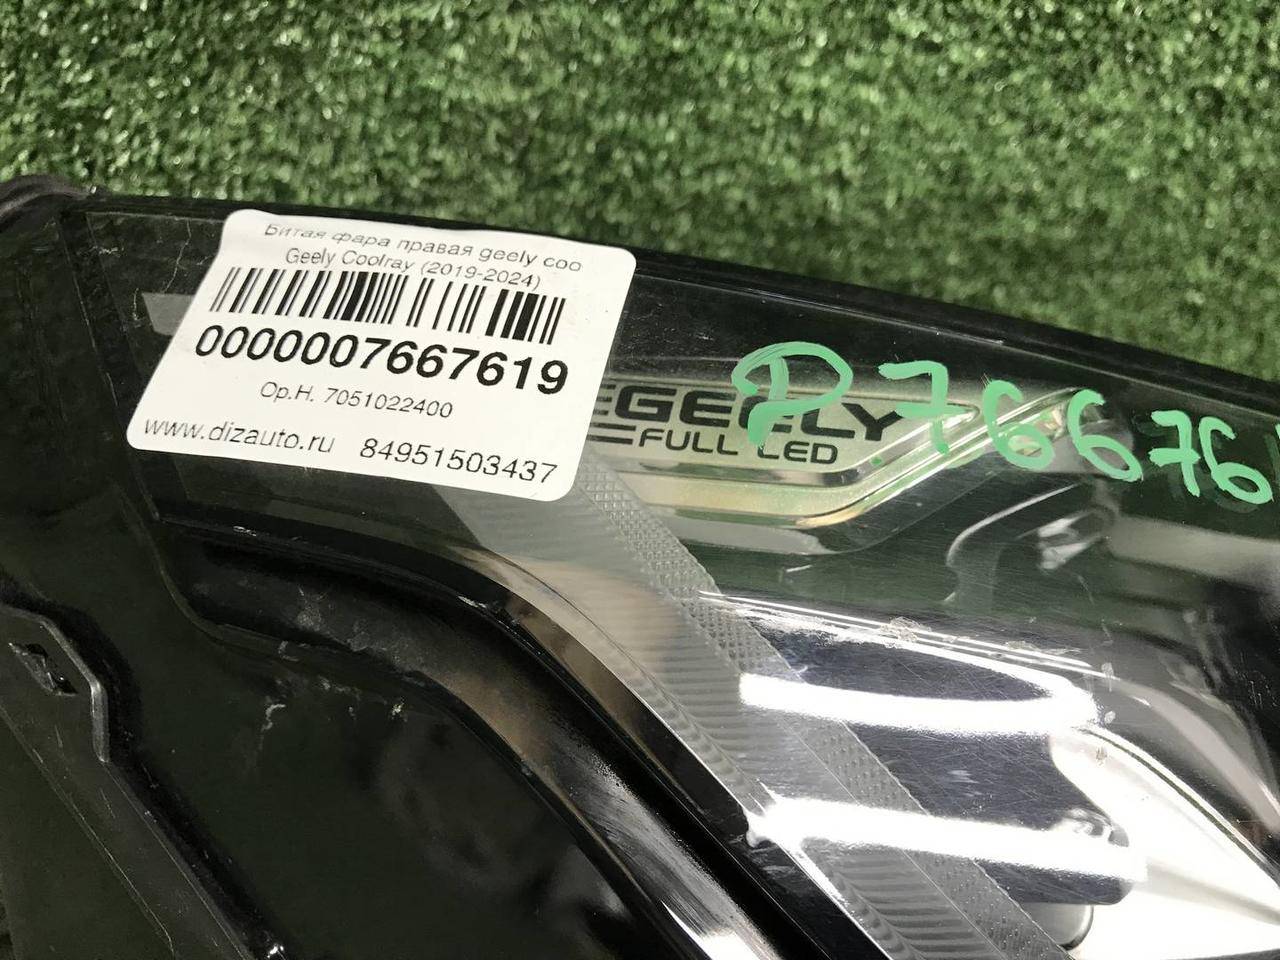 Битая фара правая geely coo
Geely Coolray (2019-2024)
0000007667619
Ор.Н. 7051022400
www.dizauto.ru 84951503437
GEELY
FULL LED
P766761